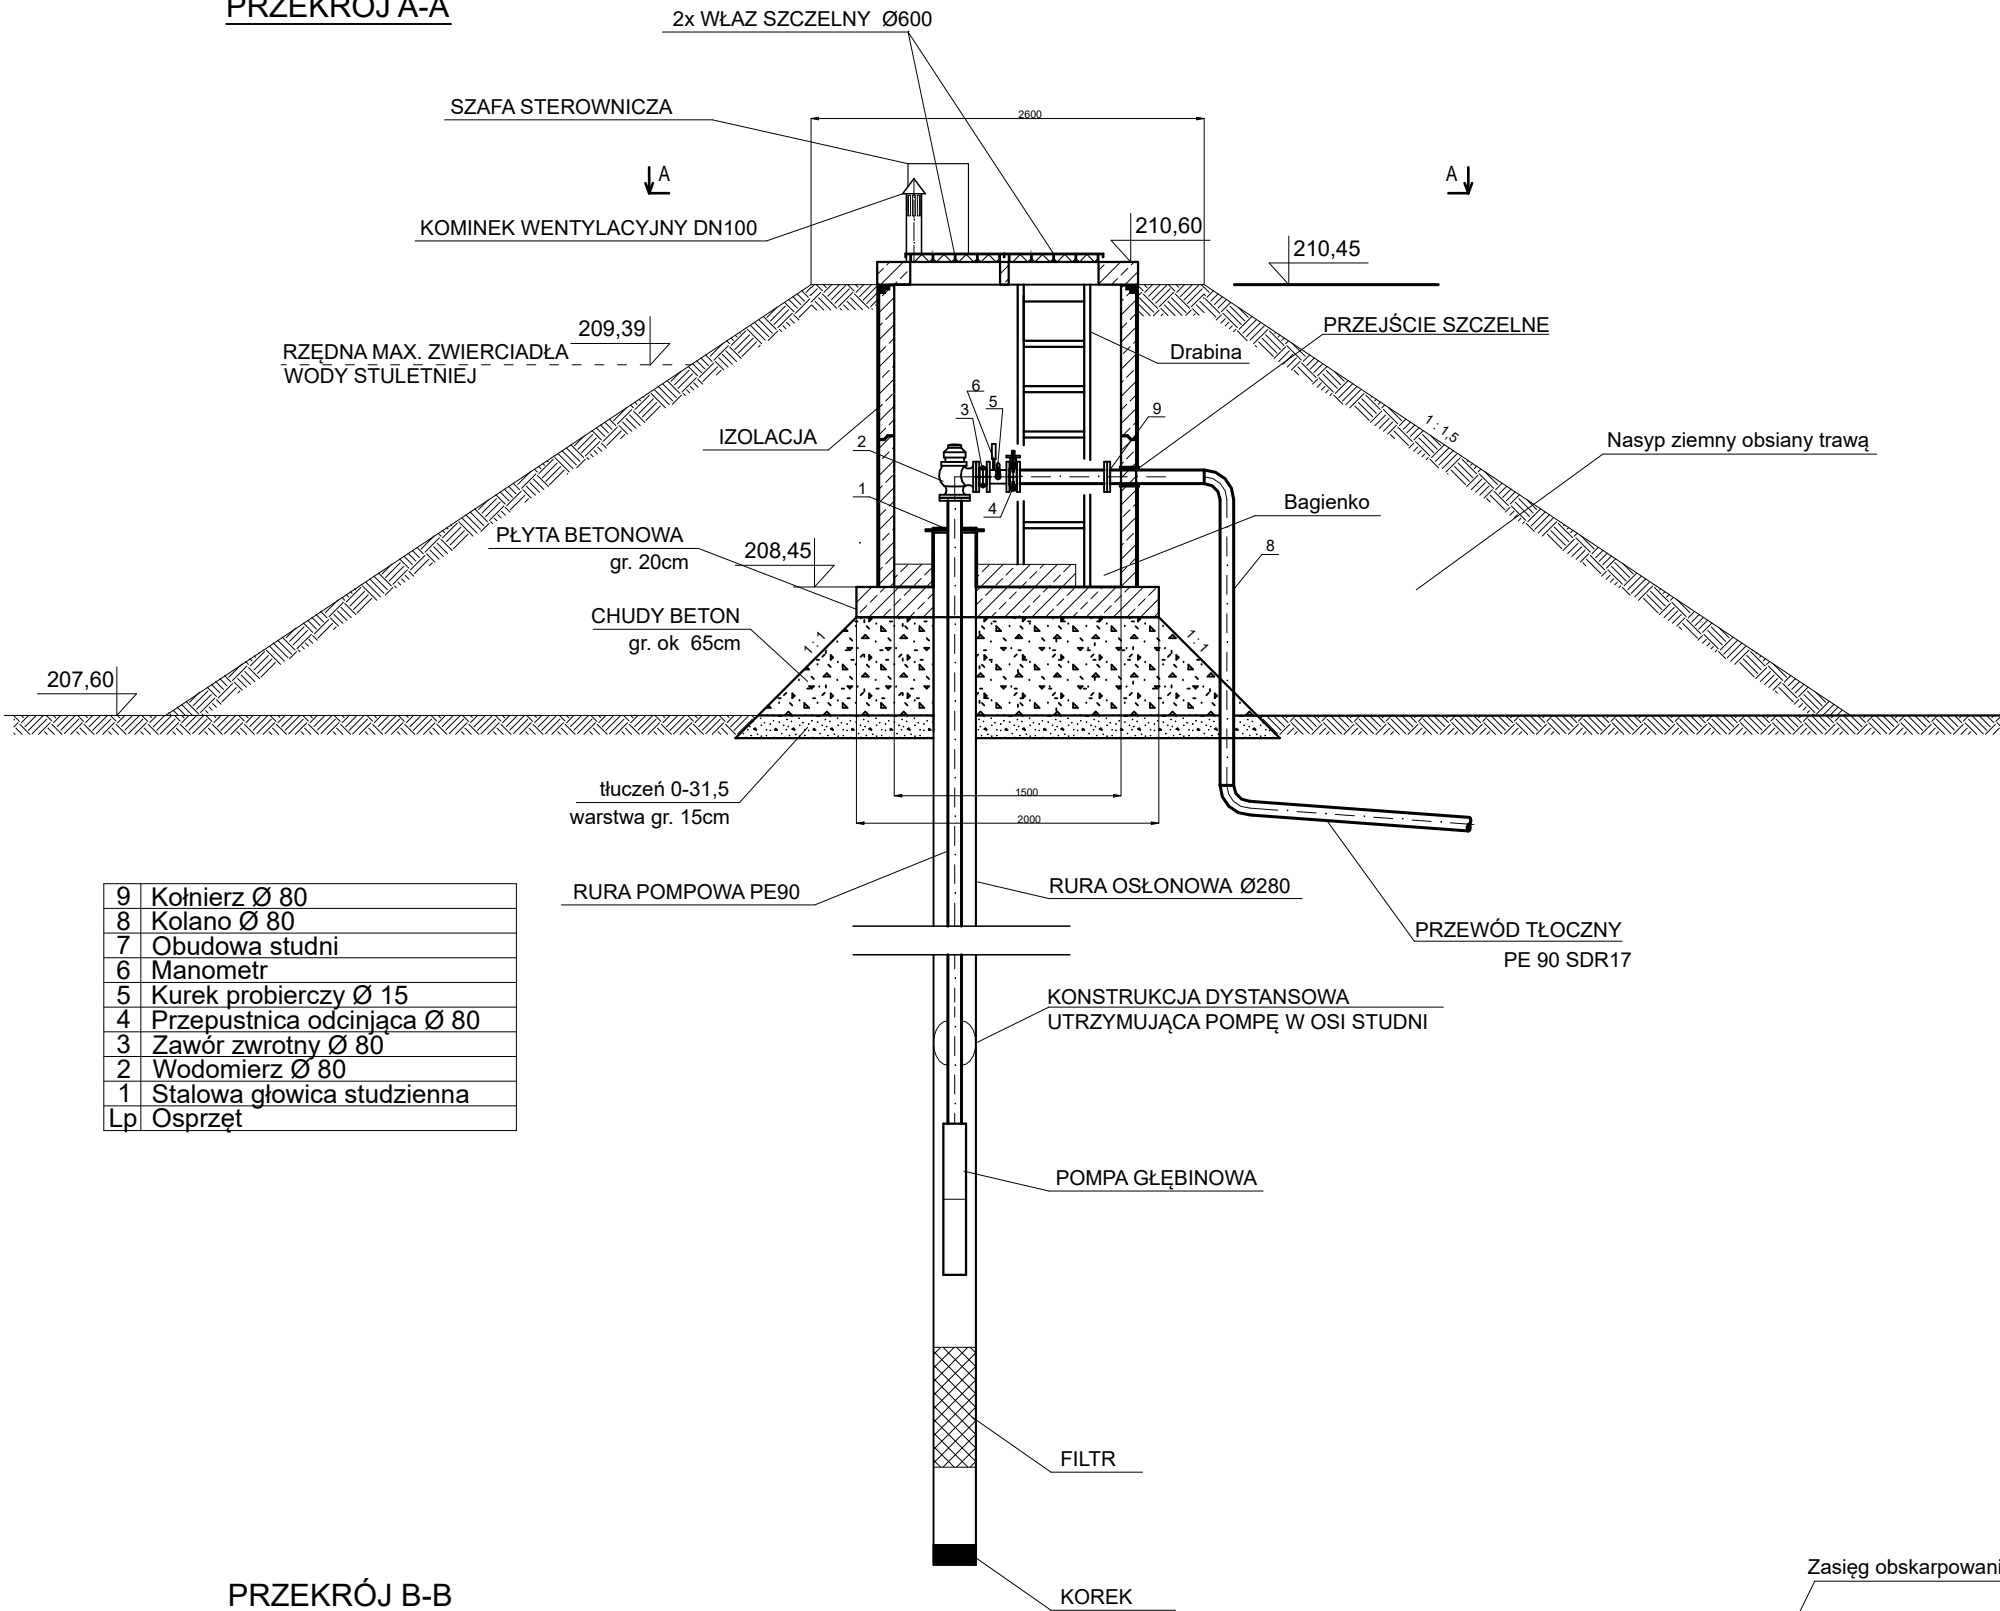 PRZEKRÓJ A-A
2x WŁAZ SZCZELNY Ø600
SZAFA STEROWNICZA
2600
A
A
KOMINEK WENTYLACYJNY DN100
210,60
210,45
209,39
RZĘDNA MAX. ZWIERCIADŁA
WODY STULETNIEJ
PRZEJŚCIE SZCZELNE
Drabina
6
3
5
9
1:1,5
IZOLACJA
2
Nasyp ziemny obsiany trawą
1
4
Bagienko
PŁYTA BETONOWA
gr. 20cm
208,45
8
CHUDY BETON
gr. ok 65cm
1:1
1:1
207,60
tłuczeń 0-31,5
warstwa gr. 15cm
1500
2000
RURA POMPOWA PE90
RURA OSŁONOWA Ø280
9 Kołnierz Ø 80
8 Kolano Ø 80
7 Obudowa studni
6 Manometr
5 Kurek probierczy Ø 15
4 Przepustnica odcinjąca Ø 80
3 Zawór zwrotny Ø 80
2 Wodomierz Ø 80
1 Stalowa głowica studzienna
Lp Osprzęt
PRZEWÓD TŁOCZNY
PE 90 SDR17
KONSTRUKCJA DYSTANSOWA
UTRZYMUJĄCA POMPĘ W OSI STUDNI
POMPA GŁĘBINOWA
FILTR
KOREK
PRZEKRÓJ B-B
Zasięg obskarpowani